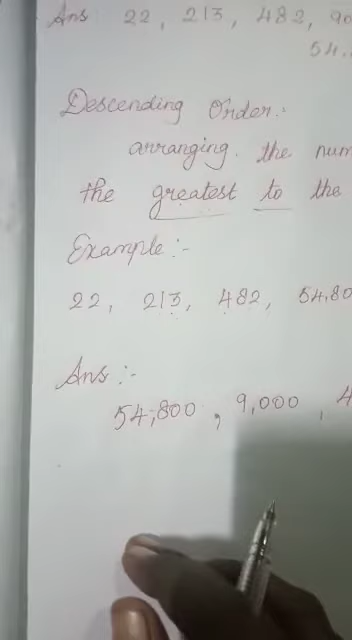 Ans 22, 213, 482, 90
54.
Descending Order:-
arranging the num
the greatest to the
Example :-
22, 213, 482, 54,80
Ans :-
54,800 , 9,000 , 4